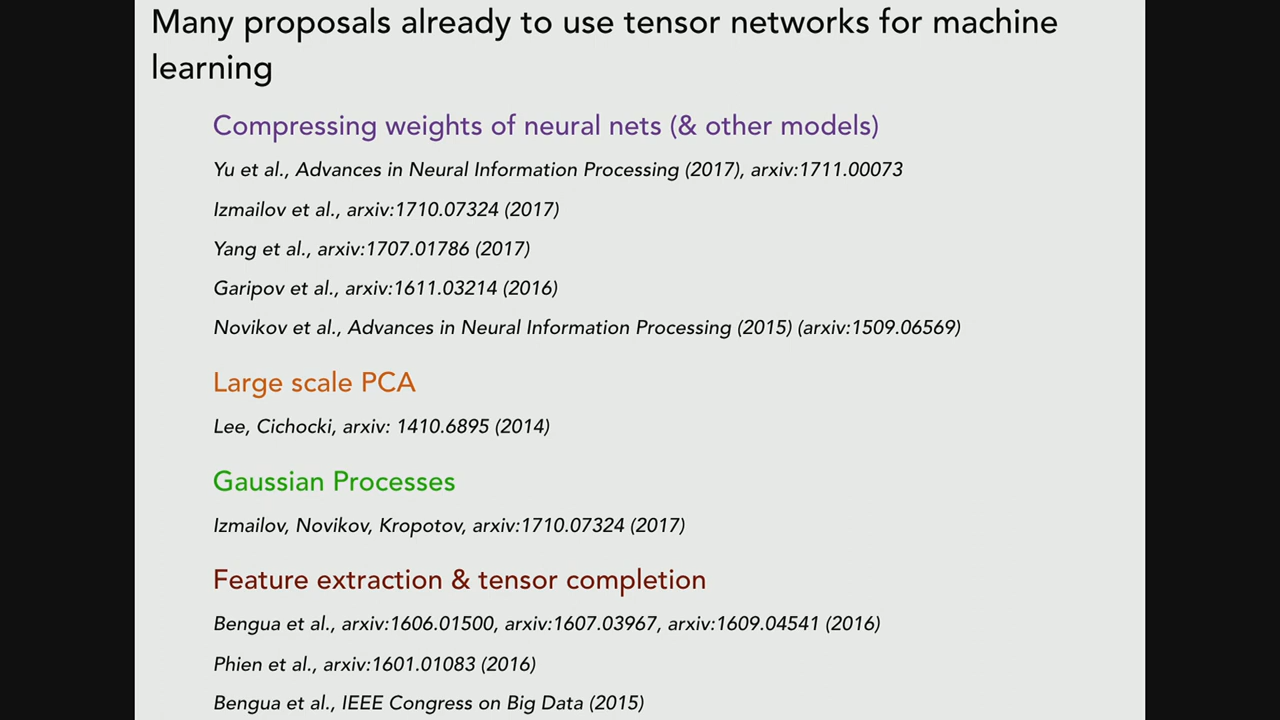 Many proposals already to use tensor networks for machine
learning
Compressing weights of neural nets (& other models)
Yu et al., Advances in Neural Information Processing (2017), arxiv:1711.00073
Izmailov et al., arxiv:1710.07324 (2017)
Yang et al., arxiv:1707.01786 (2017)
Garipov et al., arxiv:1611.03214 (2016)
Novikov et al., Advances in Neural Information Processing (2015) (arxiv:1509.06569)
Large scale PCA
Lee, Cichocki, arxiv: 1410.6895 (2014)
Gaussian Processes
Izmailov, Novikov, Kropotov, arxiv:1710.07324 (2017)
Feature extraction & tensor completion
Bengua et al., arxiv:1606.01500, arxiv:1607.03967, arxiv:1609.04541 (2016)
Phien et al., arxiv:1601.01083 (2016)
Bengua et al., IEEE Congress on Big Data (2015)